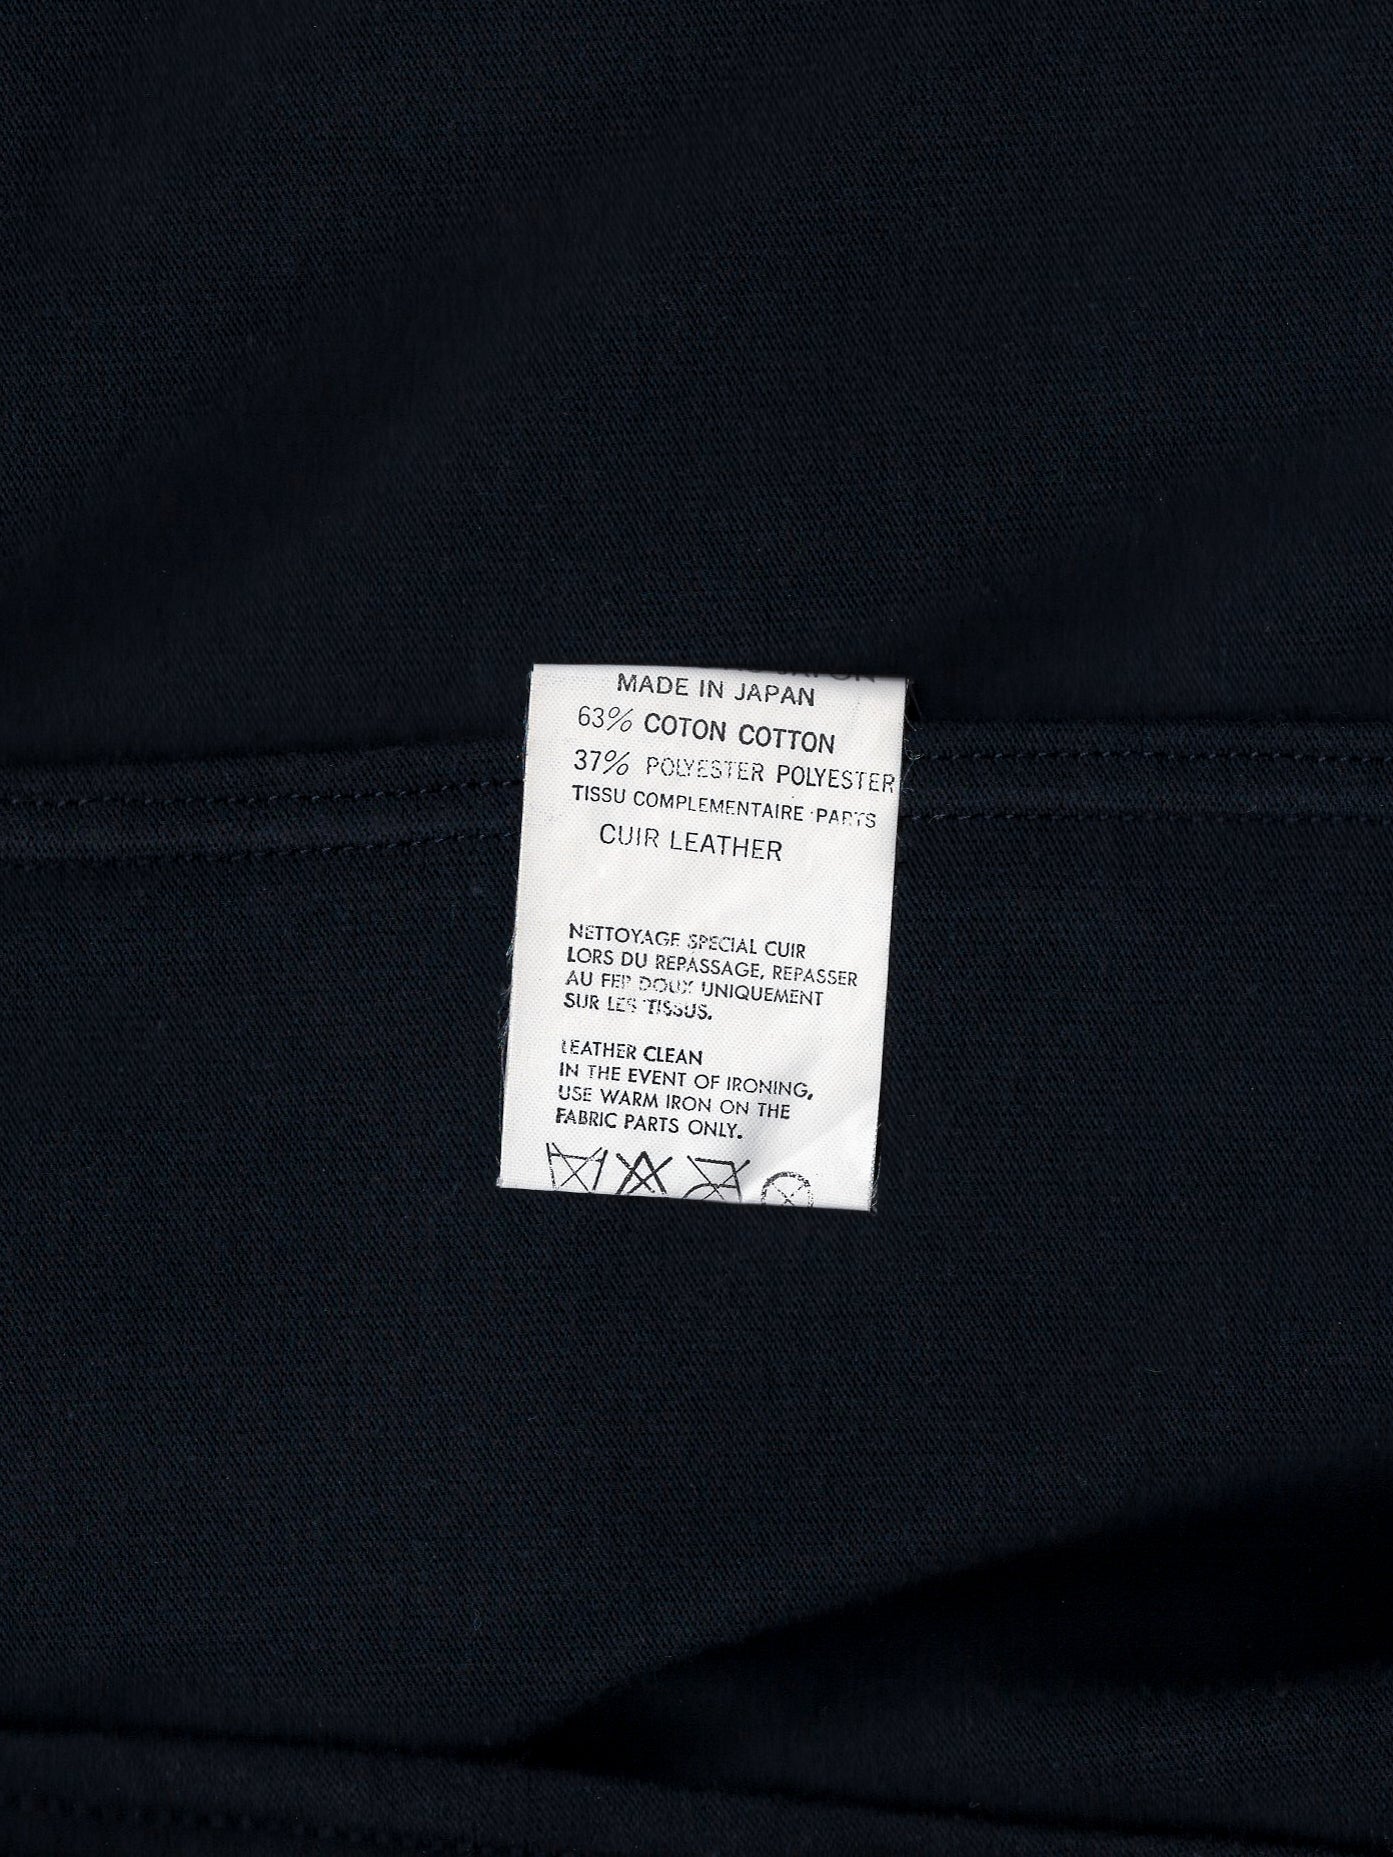 MADE IN JAPAN
63% COTON COTTON
37% POLYESTER POLYESTER
TISSU COMPLEMENTAIRE · PARTS
CUIR LEATHER
NETTOYAGE SPECIAL CUIR
LORS DU REPASSAGE, REPASSER
AU FER DOUX UNIQUEMENT
SUR LES TISSUS.
LEATHER CLEAN
IN THE EVENT OF IRONING,
USE WARM IRON ON THE
FABRIC PARTS ONLY.